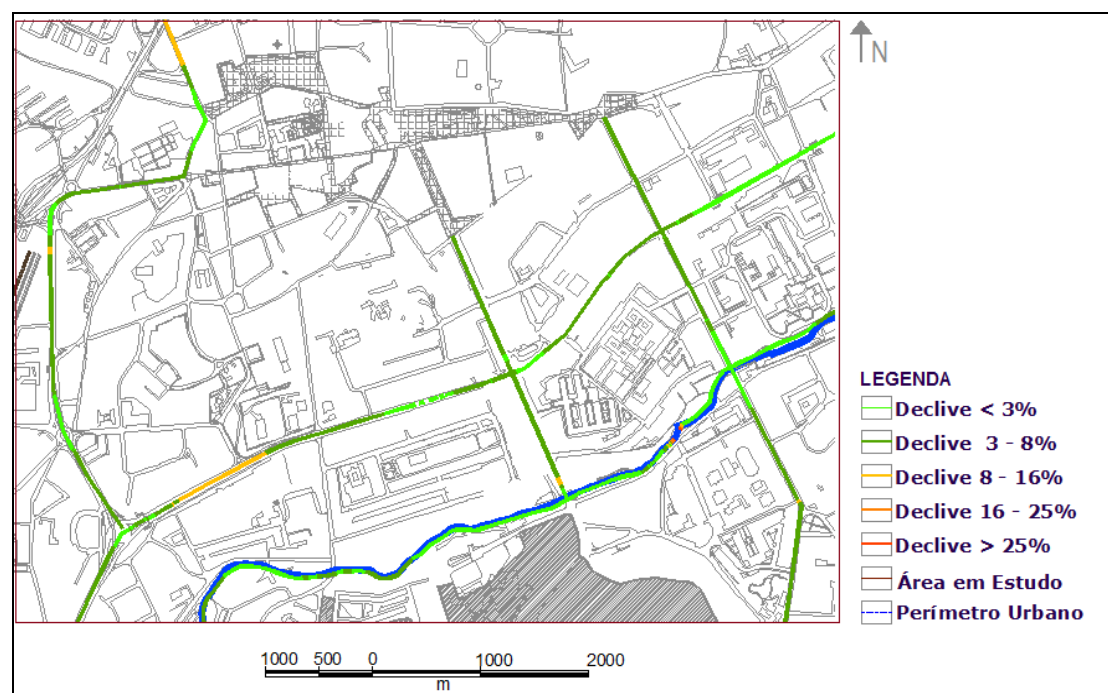 N
LEGENDA
Declive < 3%
Declive 3 - 8%
Declive 8 - 16%
Declive 16 - 25%
Declive > 25%
Área em Estudo
Perímetro Urbano
1000 500 0 1000 2000
m